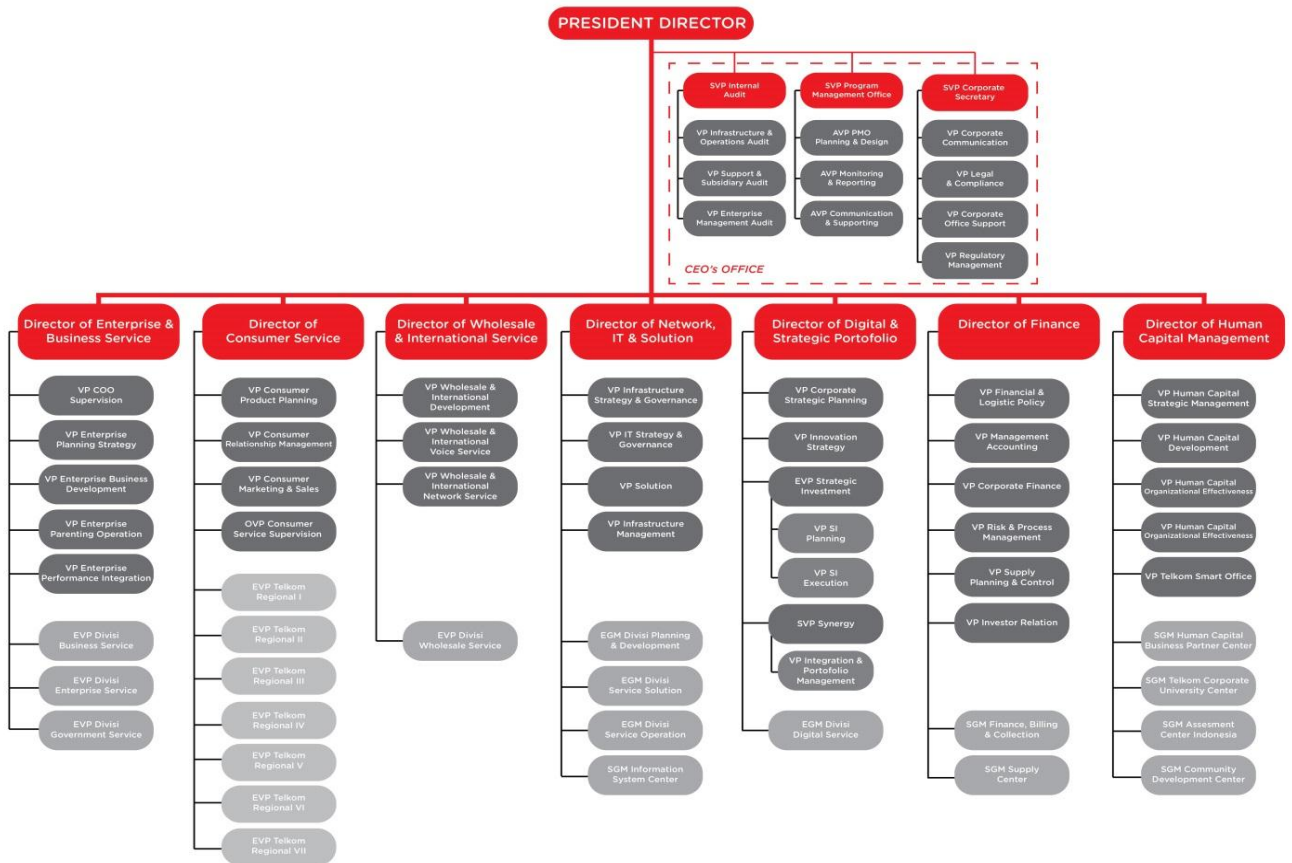 PRESIDENT DIRECTOR
SVP Internal
Audit
VP Infrastructure &
Operations Audit
VP Support &
Subsidiary Audit
VP Enterprise
Management Audit
SVP Program
Management Office
AVP PMO
Planning & Design
AVP Monitoring
& Reporting
AVP Communication
& Supporting
SVP Corporate
Secretary
VP Corporate
Communication
VP Legal
& Compliance
VP Corporate
Office Support
VP Regulatory
Management
CEO's OFFICE
Director of Enterprise &
Business Service
VP COO
Supervision
VP Enterprise
Planning Strategy
VP Enterprise Business
Development
VP Enterprise
Parenting Operation
VP Enterprise
Performance Integration
EVP Divisi
Business Service
EVP Divisi
Enterprise Service
EVP Divisi
Government Service
Director of
Consumer Service
VP Consumer
Product Planning
VP Consumer
Relationship Management
VP Consumer
Marketing & Sales
OVP Consumer
Service Supervision
EVP Telkom
Regional I
EVP Telkom
Regional II
EVP Telkom
Regional III
EVP Telkom
Regional IV
EVP Telkom
Regional V
EVP Telkom
Regional VI
EVP Telkom
Regional VII
Director of Wholesale
& International Service
VP Wholesale &
International
Development
VP Wholesale &
International
Voice Service
VP Wholesale &
International
Network Service
EVP Divisi
Wholesale Service
Director of Network,
IT & Solution
VP Infrastructure
Strategy & Governance
VP IT Strategy &
Governance
VP Solution
VP Infrastructure
Management
EGM Divisi Planning
& Development
EGM Divisi
Service Solution
EGM Divisi
Service Operation
SGM Information
System Center
Director of Digital &
Strategic Portofolio
VP Corporate
Strategic Planning
VP Innovation
Strategy
EVP Strategic
Investment
VP SI
Planning
VP SI
Execution
SVP Synergy
VP Integration &
Portofolio
Management
EGM Divisi
Digital Service
Director of Finance
VP Financial &
Logistic Policy
VP Management
Accounting
VP Corporate Finance
VP Risk & Process
Management
VP Supply
Planning & Control
VP Investor Relation
SGM Finance, Billing
& Collection
SGM Supply
Center
Director of Human
Capital Management
VP Human Capital
Strategic Management
VP Human Capital
Development
VP Human Capital
Organizational Effectiveness
VP Human Capital
Organizational Effectiveness
VP Telkom Smart Office
SGM Human Capital
Business Partner Center
SGM Telkom Corporate
University Center
SGM Assesment
Center Indonesia
SGM Community
Development Center